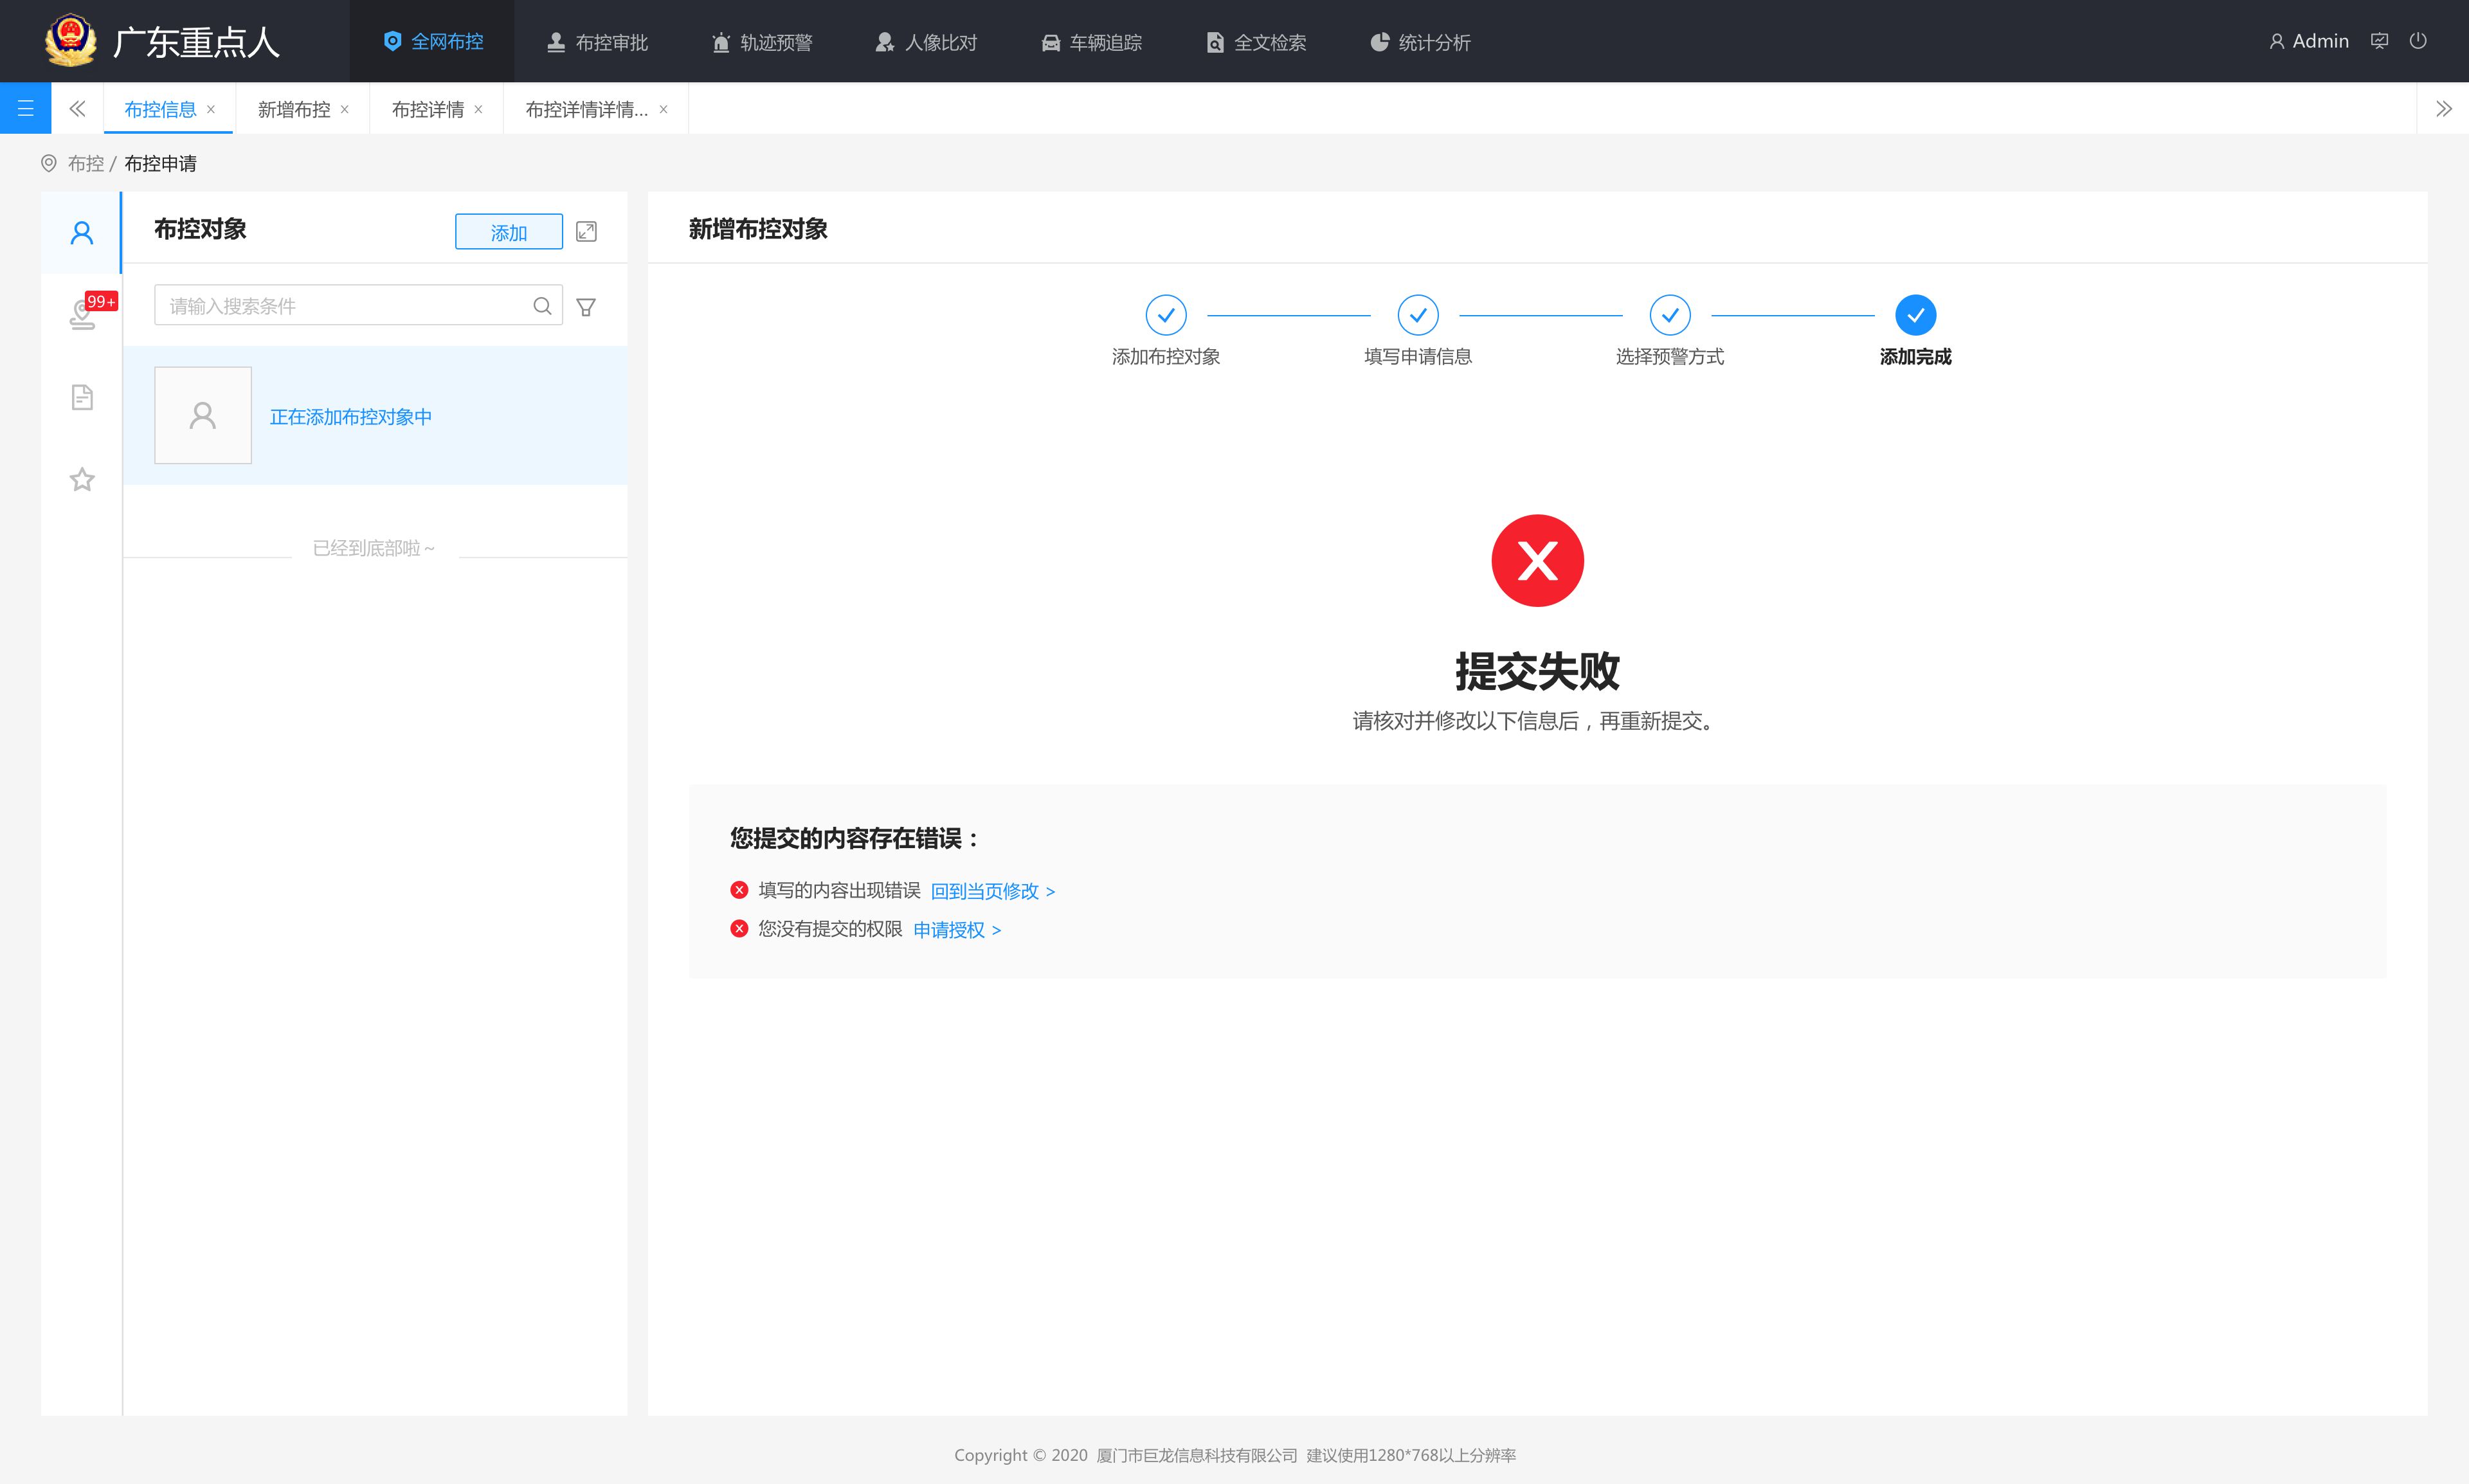 广东重点人
全网布控
布控审批
轨迹预警
人像比对
车辆追踪
全文检索
统计分析
Admin
布控信息
新增布控
布控详情
布控详情详情...
布控 / 布控申请
布控对象
添加
新增布控对象
99+
请输入搜索条件
添加布控对象
填写申请信息
选择预警方式
添加完成
正在添加布控对象中
已经到底部啦~
提交失败
请核对并修改以下信息后，再重新提交。
您提交的内容存在错误：
填写的内容出现错误 回到当页修改 >
您没有提交的权限 申请授权 >
Copyright © 2020 厦门市巨龙信息科技有限公司 建议使用1280*768以上分辨率